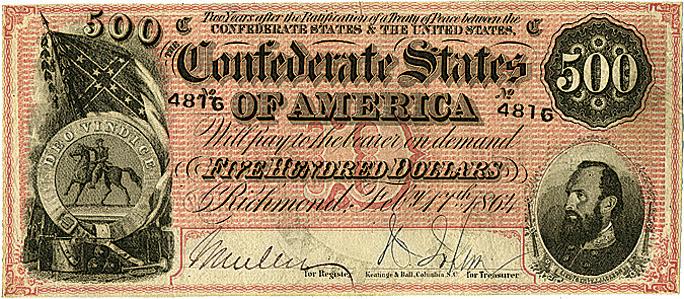 500
C
Two Years after the Ratification of a Treaty of Peace between the
C
CONFEDERATE STATES & THE UNITED STATES,
THE
Confederate States
500
No
4816
OF AMERICA
No
4816
Will pay to the bearer on demand
FIVE HUNDRED DOLLARS
Richmond, Feby 17th 1864
DEO VINDICE
for Register
Keatinge & Ball, Columbia, S.C.
for Treasurer